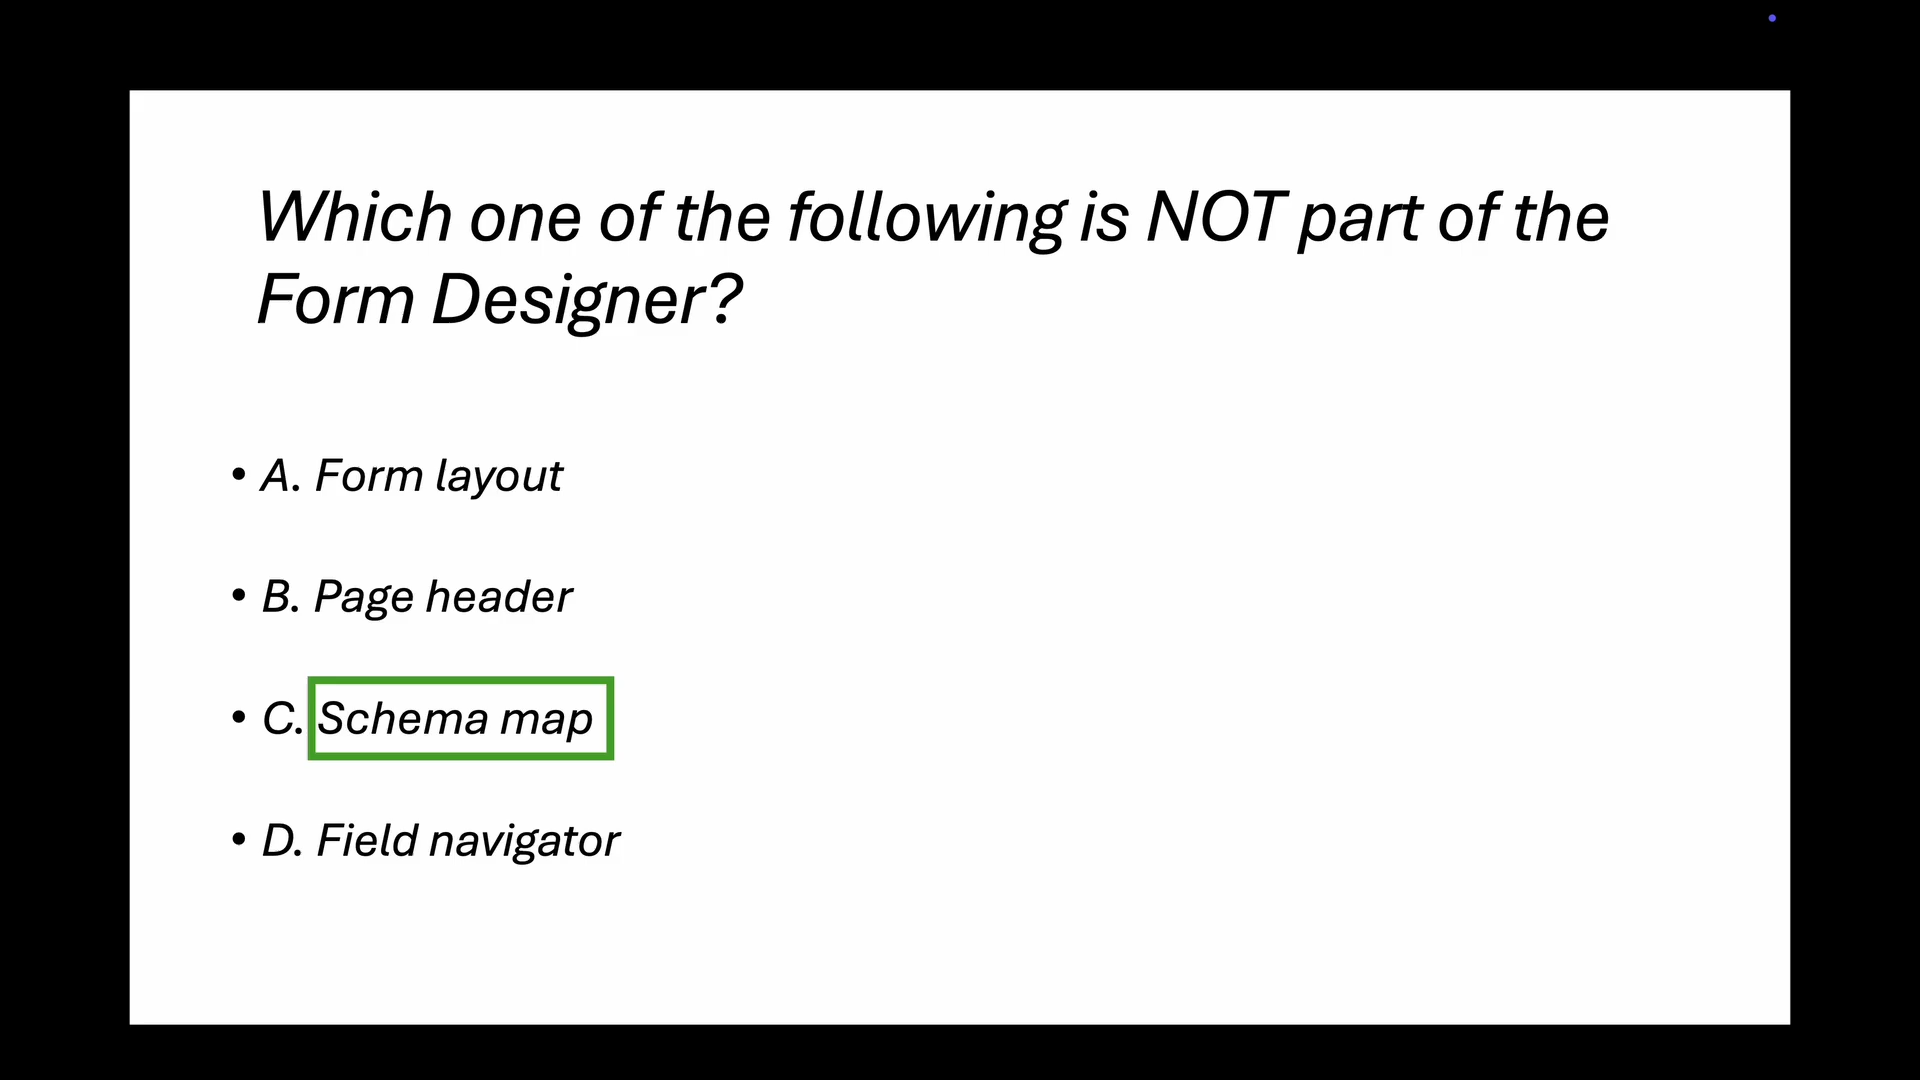 Which one of the following is NOT part of the
Form Designer?
• A. Form layout
• B. Page header
• C. Schema map
• D. Field navigator